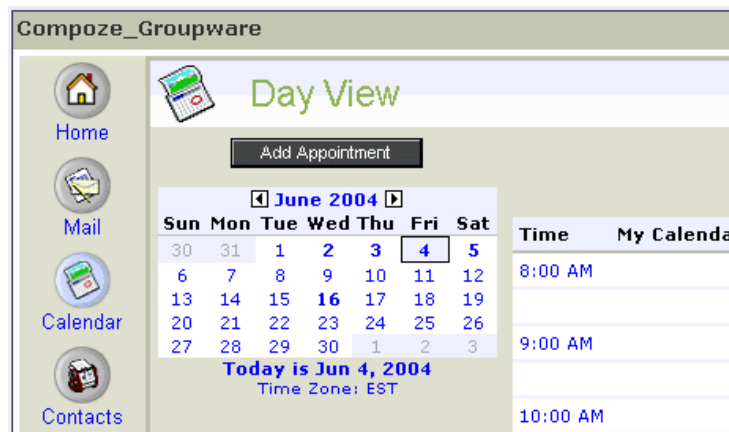 Compoze_Groupware
Home
Mail
Calendar
Contacts
Day View
Add Appointment
June 2004
Sun Mon Tue Wed Thu Fri Sat
30 31 1 2 3 4 5
6 7 8 9 10 11 12
13 14 15 16 17 18 19
20 21 22 23 24 25 26
27 28 29 30 1 2 3
Today is Jun 4, 2004
Time Zone: EST
Time My Calenda
8:00 AM
9:00 AM
10:00 AM